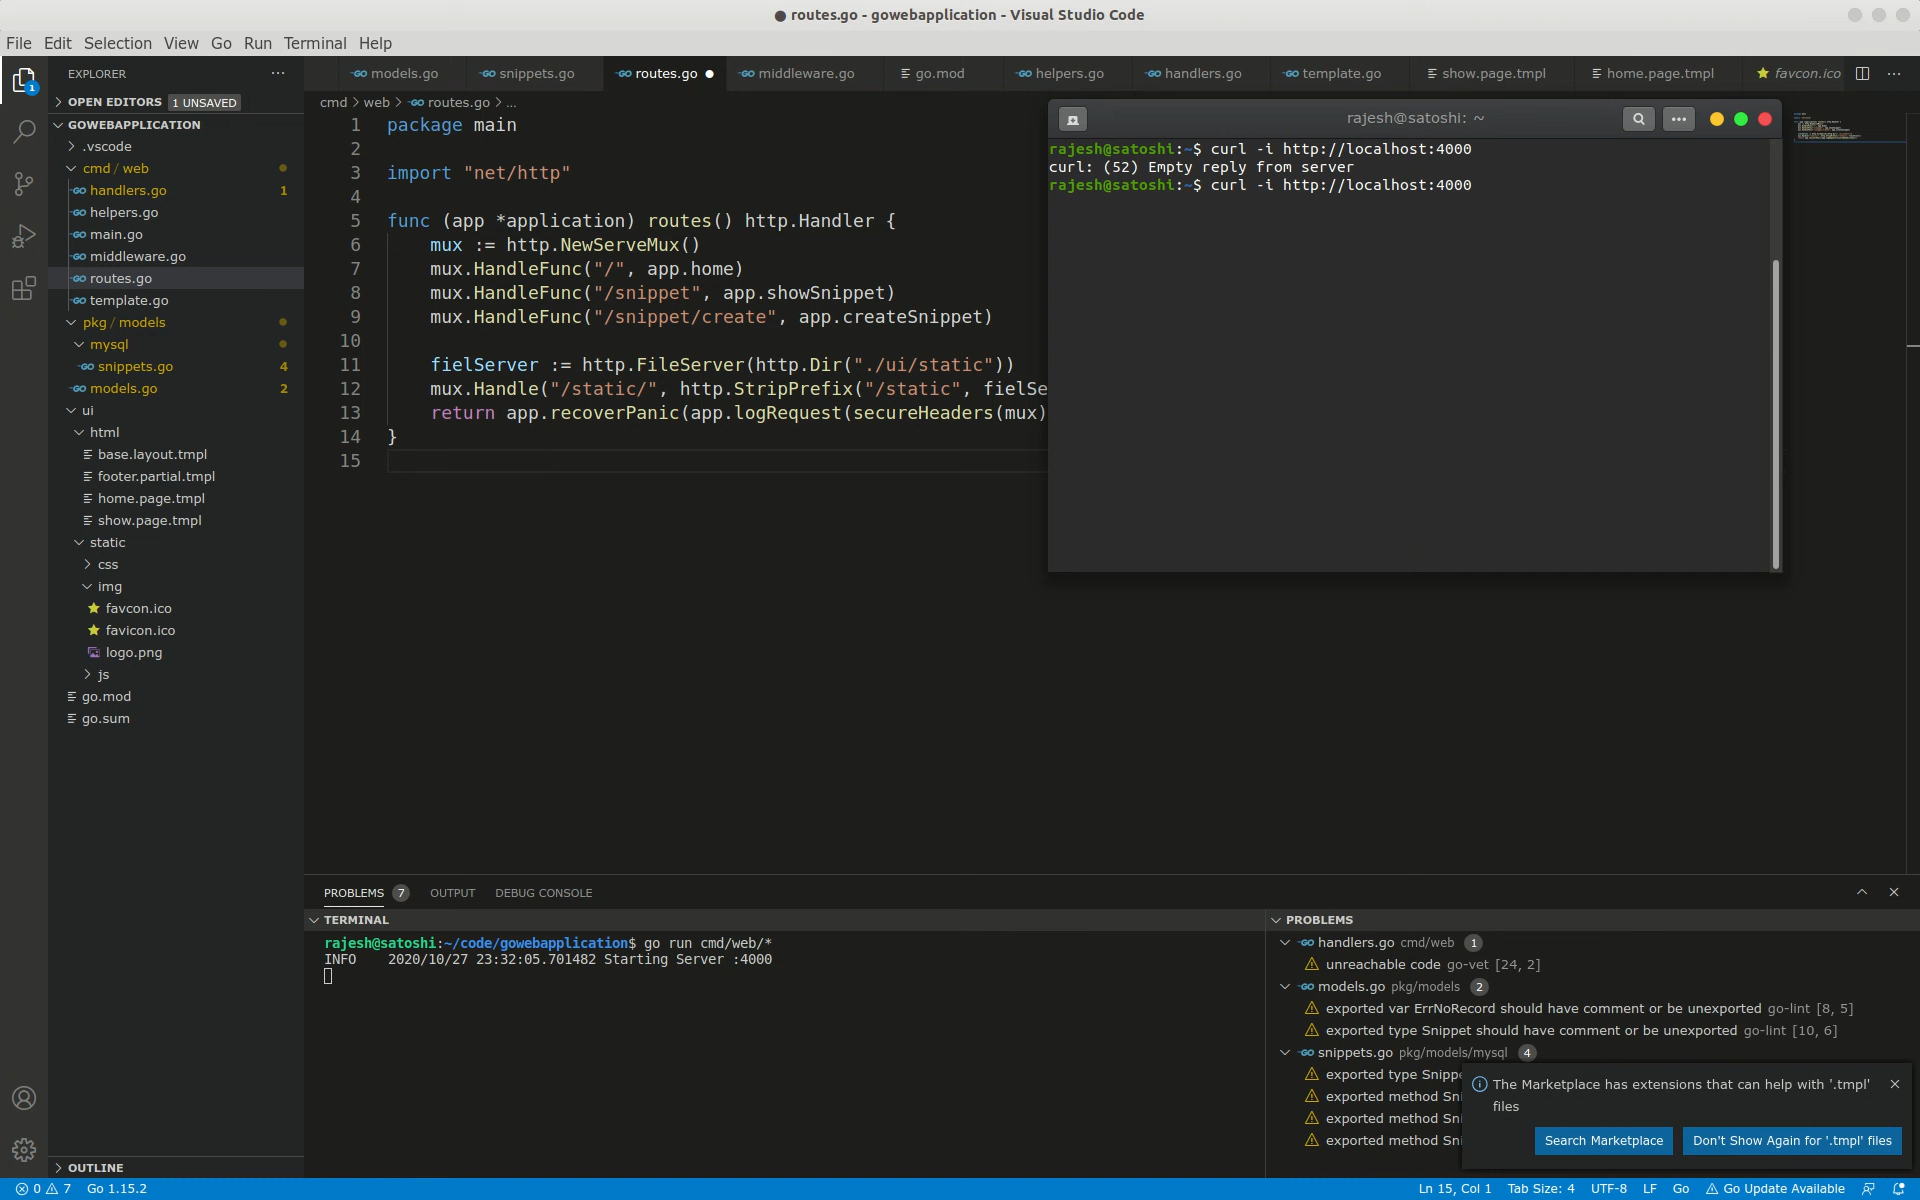 ● routes.go - gowebapplication - Visual Studio Code
File Edit Selection View Go Run Terminal Help
EXPLORER
OPEN EDITORS 1 UNSAVED
GOWEBAPPLICATION
.vscode
cmd / web
handlers.go 1
helpers.go
main.go
middleware.go
routes.go
template.go
pkg / models
mysql
snippets.go 4
models.go 2
ui
html
base.layout.tmpl
footer.partial.tmpl
home.page.tmpl
show.page.tmpl
static
css
img
favcon.ico
favicon.ico
logo.png
js
go.mod
go.sum
OUTLINE
models.go snippets.go routes.go ● middleware.go go.mod helpers.go handlers.go template.go show.page.tmpl home.page.tmpl favcon.ico
cmd > web > routes.go > ...
1 package main
2
3 import "net/http"
4
5 func (app *application) routes() http.Handler {
6 mux := http.NewServeMux()
7 mux.HandleFunc("/", app.home)
8 mux.HandleFunc("/snippet", app.showSnippet)
9 mux.HandleFunc("/snippet/create", app.createSnippet)
10
11 fielServer := http.FileServer(http.Dir("./ui/static"))
12 mux.Handle("/static/", http.StripPrefix("/static", fielSe
13 return app.recoverPanic(app.logRequest(secureHeaders(mux)
14 }
15
rajesh@satoshi: ~
rajesh@satoshi:~$ curl -i http://localhost:4000
curl: (52) Empty reply from server
rajesh@satoshi:~$ curl -i http://localhost:4000
PROBLEMS 7 OUTPUT DEBUG CONSOLE
TERMINAL
rajesh@satoshi:~/code/gowebapplication$ go run cmd/web/*
INFO 2020/10/27 23:32:05.701482 Starting Server :4000
PROBLEMS
handlers.go cmd/web 1
unreachable code go-vet [24, 2]
models.go pkg/models 2
exported var ErrNoRecord should have comment or be unexported go-lint [8, 5]
exported type Snippet should have comment or be unexported go-lint [10, 6]
snippets.go pkg/models/mysql 4
exported type Snippe
exported method Sni
exported method Sni
exported method Sni
The Marketplace has extensions that can help with '.tmpl'
files
Search Marketplace Don't Show Again for '.tmpl' files
0 7 Go 1.15.2 Ln 15, Col 1 Tab Size: 4 UTF-8 LF Go Go Update Available